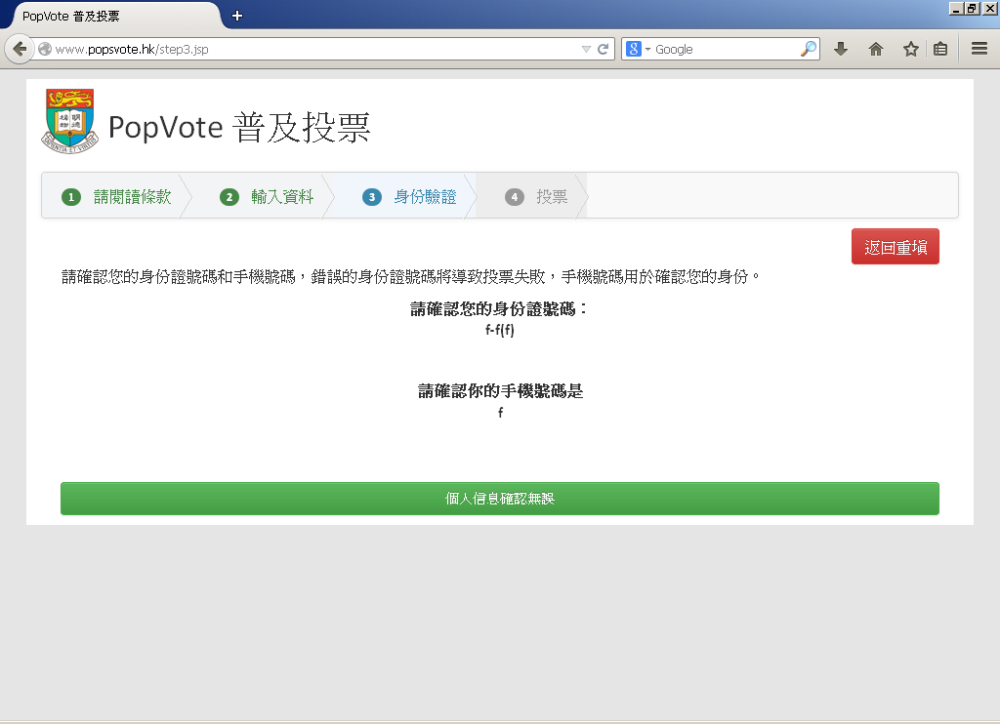 PopVote 普及投票
www.popsvote.hk/step3.jsp
Google
PopVote 普及投票
1 請閱讀條款 2 輸入資料 3 身份驗證 4 投票
返回重塡
請確認您的身份證號碼和手機號碼，錯誤的身份證號碼將導致投票失敗，手機號碼用於確認您的身份。
請確認您的身份證號碼：
f-f(f)
請確認你的手機號碼是
f
個人信息確認無誤